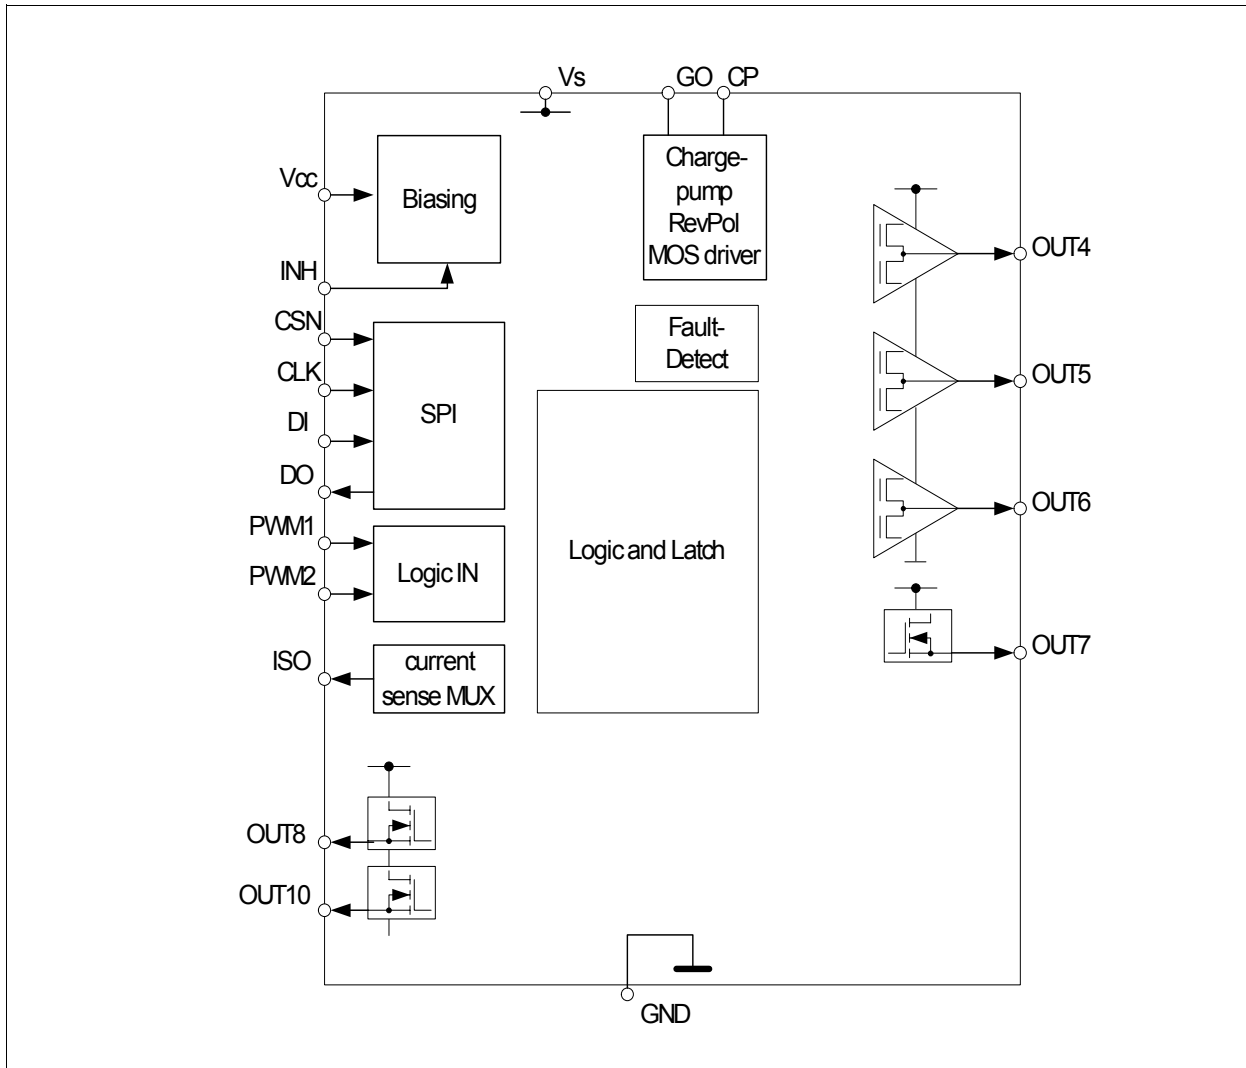 Vs
GO
CP
Vcc
Biasing
Charge-
pump
RevPol
MOS driver
OUT4
INH
CSN
Fault-
Detect
CLK
OUT5
DI
SPI
DO
OUT6
PWM1
Logic IN
Logic and Latch
PWM2
ISO
current
sense MUX
OUT7
OUT8
OUT10
GND